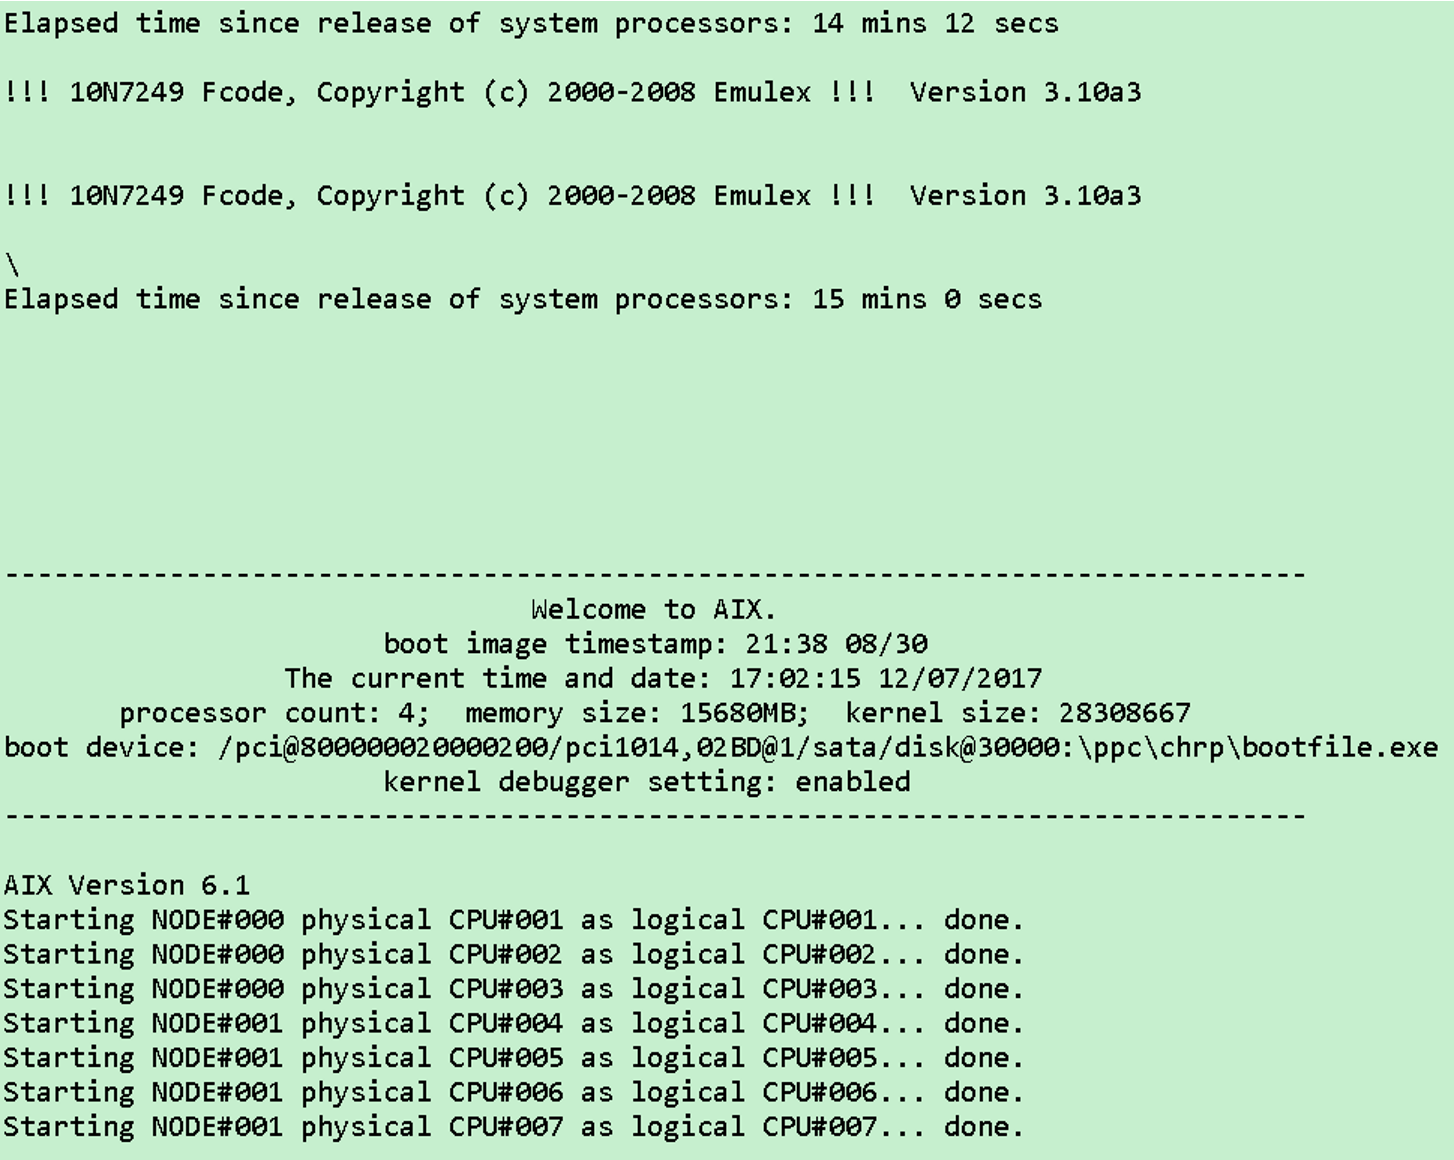 Elapsed time since release of system processors: 14 mins 12 secs
!!! 10N7249 Fcode, Copyright (c) 2000-2008 Emulex !!!  Version 3.10a3
!!! 10N7249 Fcode, Copyright (c) 2000-2008 Emulex !!!  Version 3.10a3
\
Elapsed time since release of system processors: 15 mins 0 secs
-------------------------------------------------------------------------------
Welcome to AIX.
boot image timestamp: 21:38 08/30
The current time and date: 17:02:15 12/07/2017
processor count: 4;  memory size: 15680MB;  kernel size: 28308667
boot device: /pci@800000020000200/pci1014,02BD@1/sata/disk@30000:\ppc\chrp\bootfile.exe
kernel debugger setting: enabled
-------------------------------------------------------------------------------
AIX Version 6.1
Starting NODE#000 physical CPU#001 as logical CPU#001... done.
Starting NODE#000 physical CPU#002 as logical CPU#002... done.
Starting NODE#000 physical CPU#003 as logical CPU#003... done.
Starting NODE#001 physical CPU#004 as logical CPU#004... done.
Starting NODE#001 physical CPU#005 as logical CPU#005... done.
Starting NODE#001 physical CPU#006 as logical CPU#006... done.
Starting NODE#001 physical CPU#007 as logical CPU#007... done.